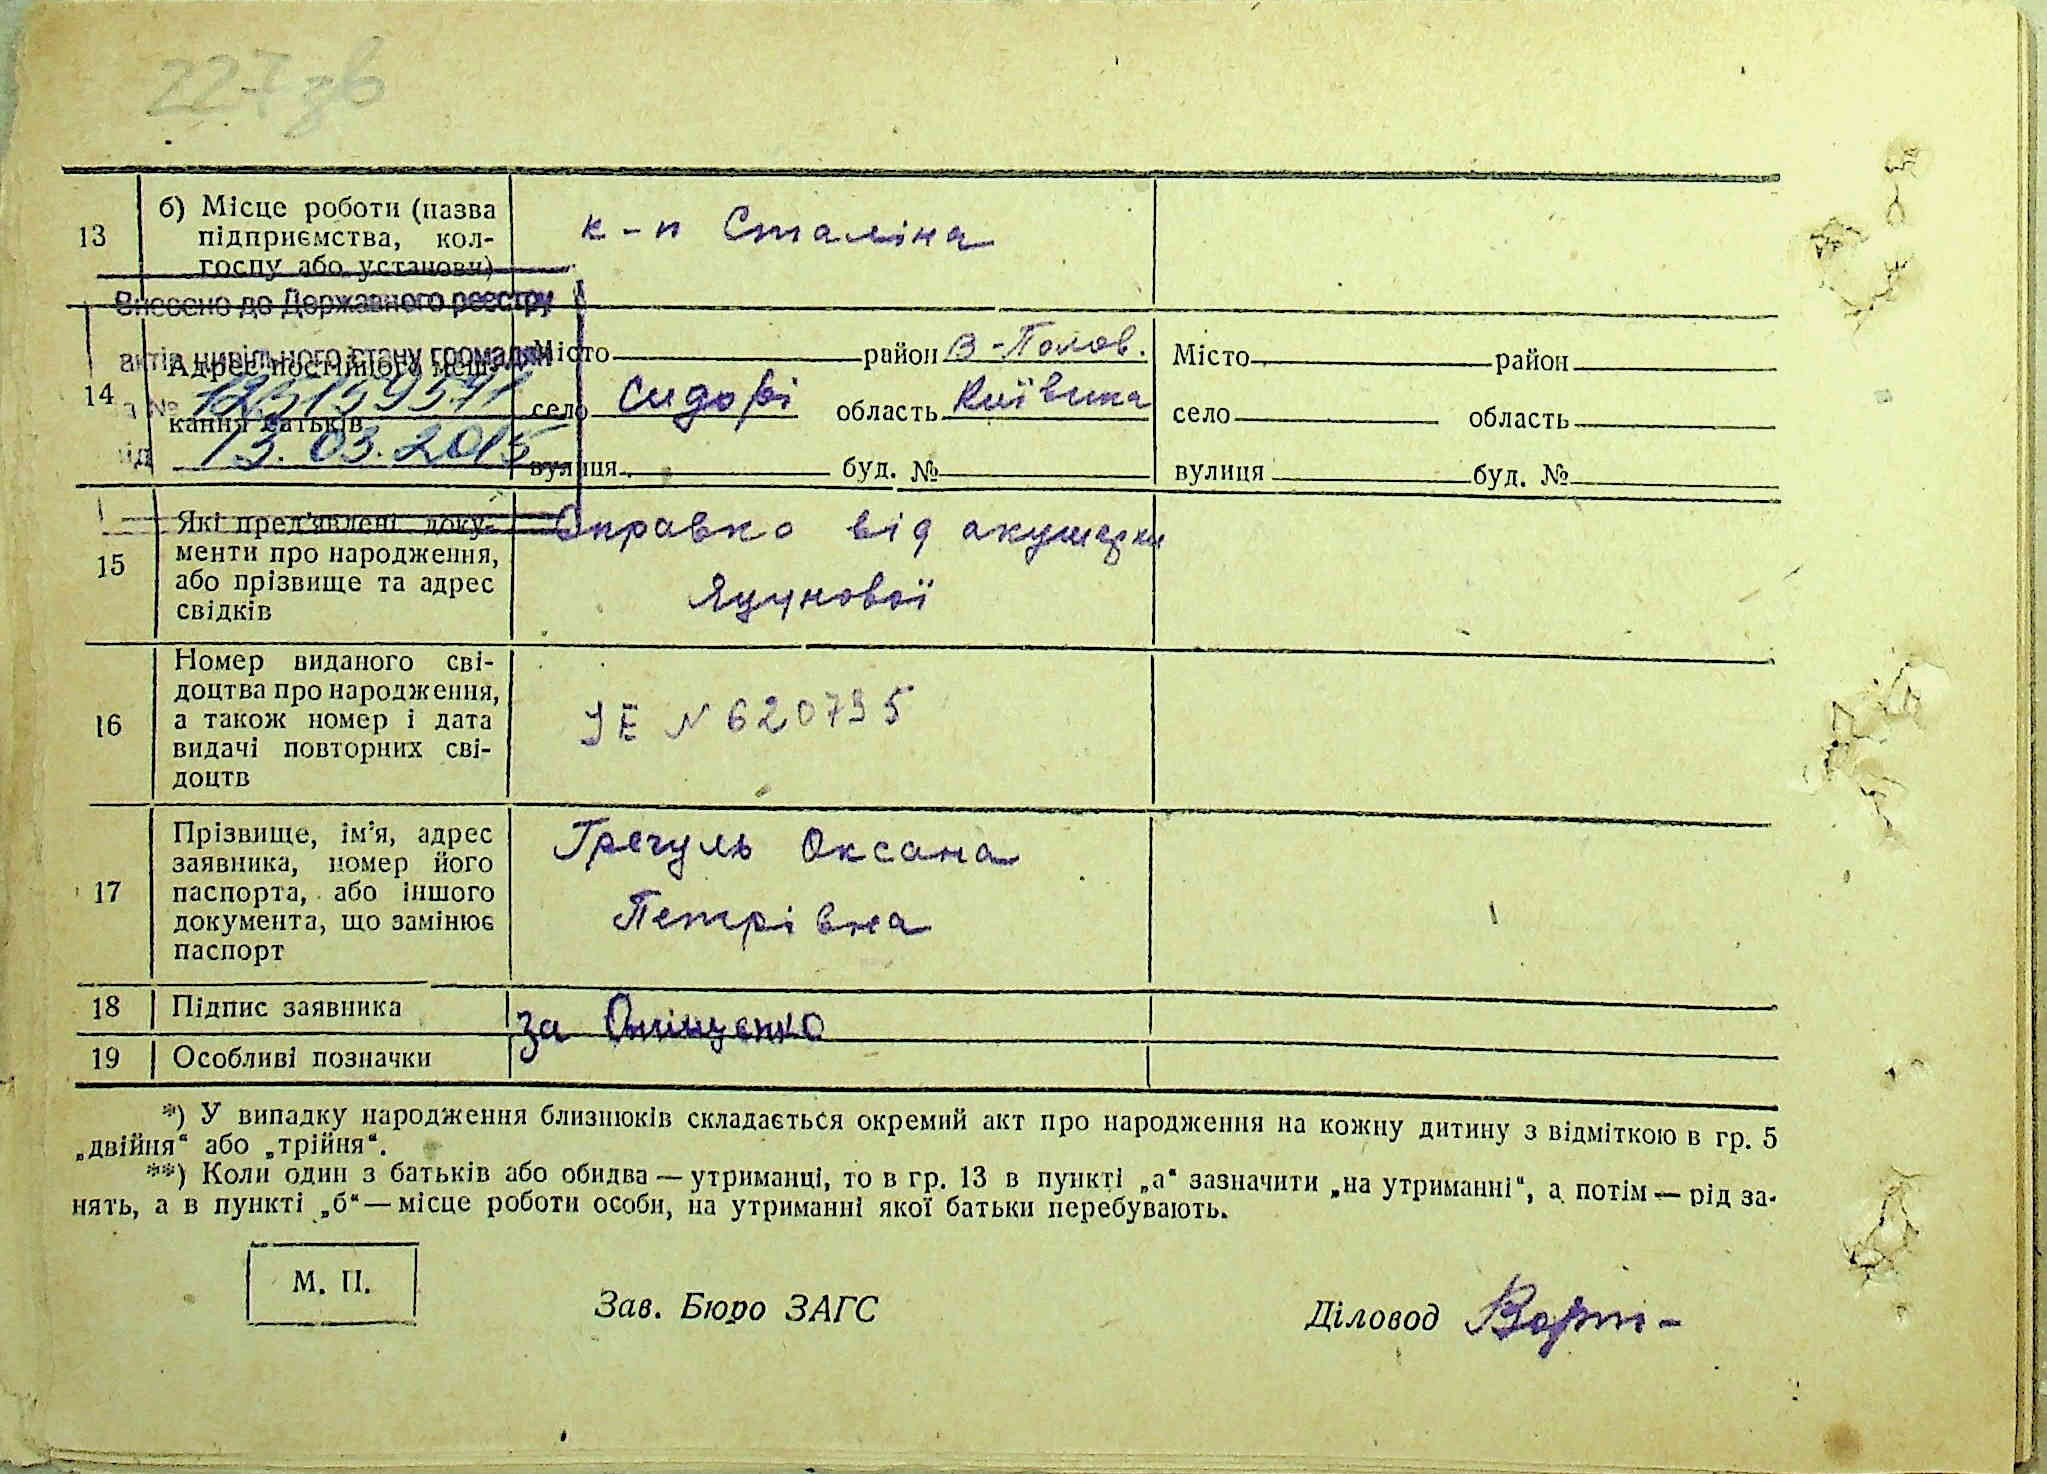 227зв
13
б) Місце роботи (назва
підприємства, кол-
госпу або установи)
к-п Сталіна
Внесено до Державного реєстру
актів цивільного стану громадян
а №
від 13.03.2015
14
Адрес постійного меш-
кання батьків
Місто район В-Полов.
село область Київська
вулиця буд. №
Місто район
село область
вулиця буд. №
15
Які пред'явлені доку-
менти про народження,
або прізвище та адрес
свідків
Справка від акушерки
Яцунової
16
Номер виданого сві-
доцтва про народження,
а також номер і дата
видачі повторних сві-
доцтв
УЕ № 620795
17
Прізвище, ім'я, адрес
заявника, номер його
паспорта, або іншого
документа, що замінює
паспорт
Гречуль Оксана
Петрівна
18 Підпис заявника
за Оніщенко
19 Особливі позначки
*) У випадку народження близнюків складається окремий акт про народження на кожну дитину з відміткою в гр. 5
„двійня“ або „трійня“.
**) Коли один з батьків або обидва — утриманці, то в гр. 13 в пункті „а“ зазначити „на утриманні“, а потім — рід за-
нять, а в пункті „б“ — місце роботи особи, на утриманні якої батьки перебувають.
М. П.
Зав. Бюро ЗАГС
Діловод